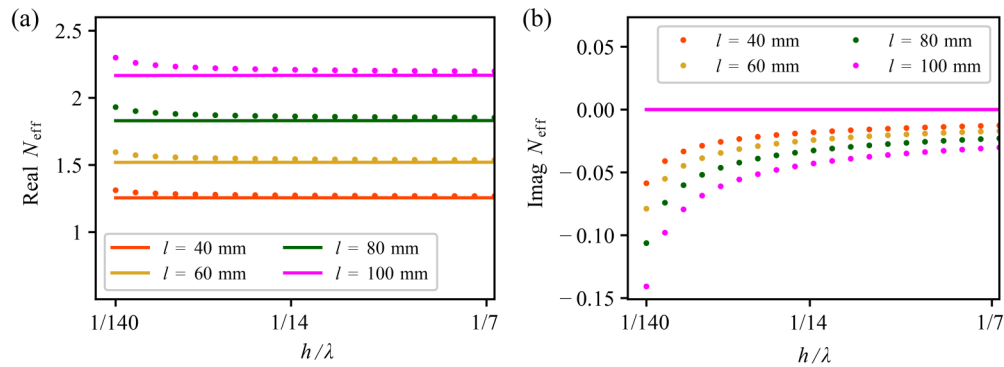 (a)
Real N_eff
2.5
2
1.5
1
l = 40 mm
l = 60 mm
l = 80 mm
l = 100 mm
1/140
1/14
1/7
h/λ
(b)
Imag N_eff
0.05
0.00
−0.05
−0.10
−0.15
l = 40 mm
l = 60 mm
l = 80 mm
l = 100 mm
1/140
1/14
1/7
h/λ